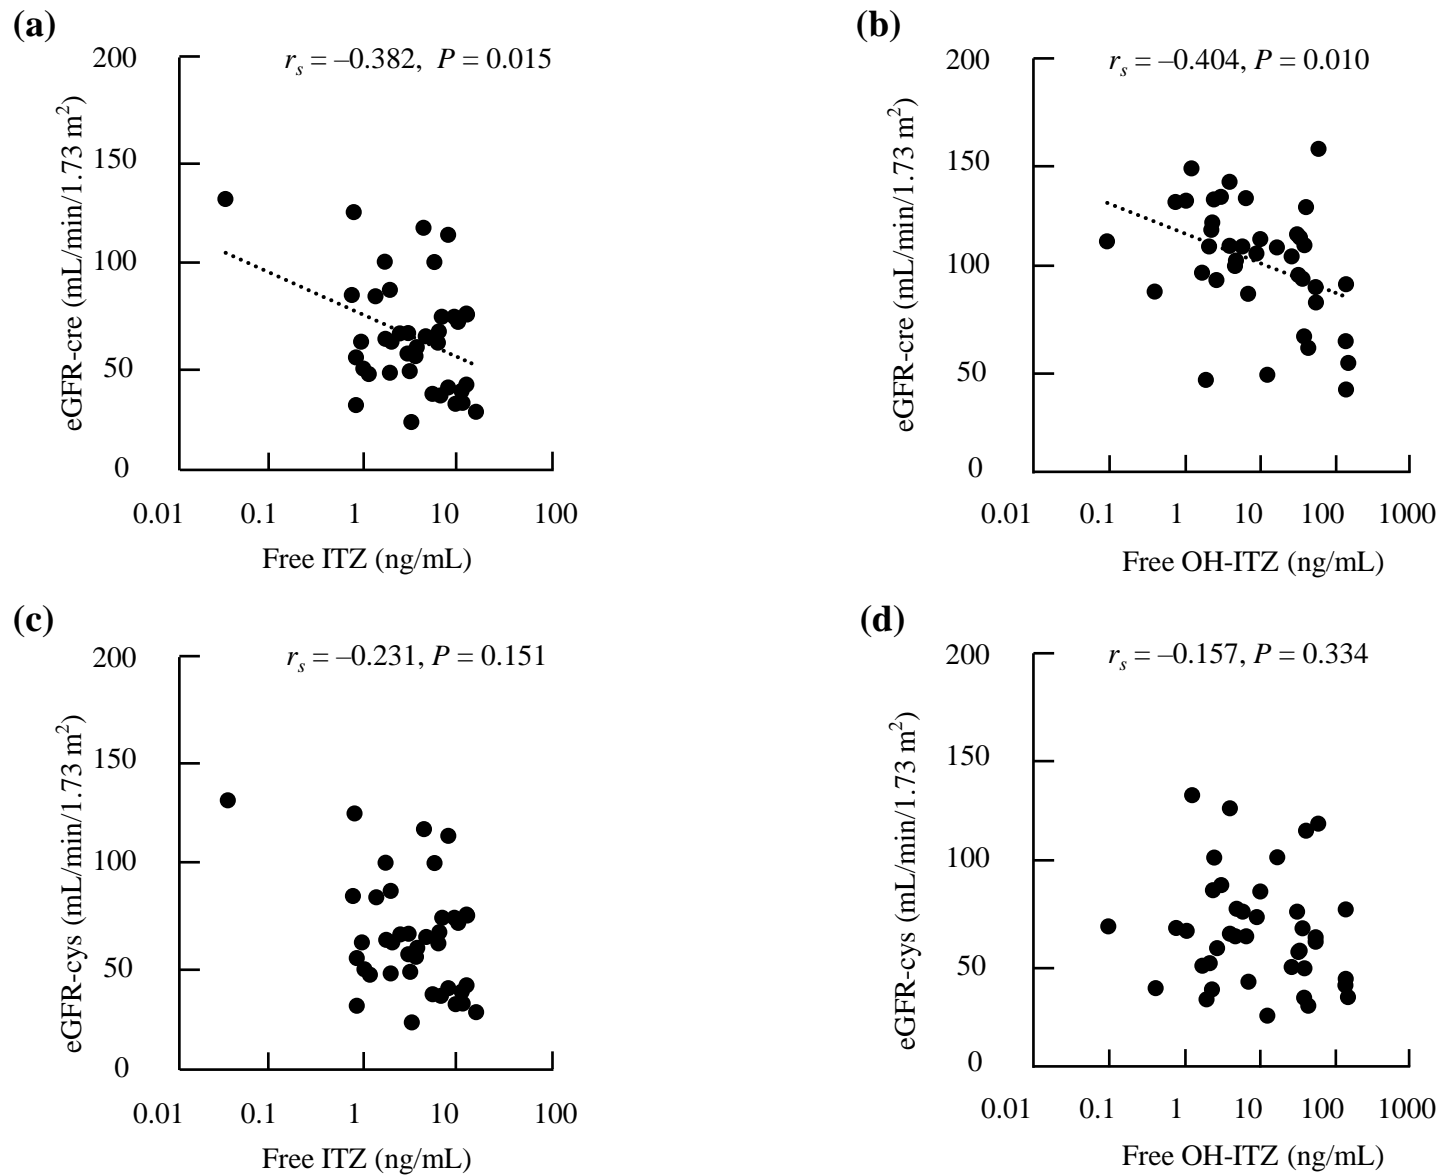 (a)
r_s = –0.382, P = 0.015
200
150
100
50
0
eGFR-cre (mL/min/1.73 m²)
0.01 0.1 1 10 100
Free ITZ (ng/mL)
(b)
r_s = –0.404, P = 0.010
200
150
100
50
0
eGFR-cre (mL/min/1.73 m²)
0.01 0.1 1 10 100 1000
Free OH-ITZ (ng/mL)
(c)
r_s = –0.231, P = 0.151
200
150
100
50
0
eGFR-cys (mL/min/1.73 m²)
0.01 0.1 1 10 100
Free ITZ (ng/mL)
(d)
r_s = –0.157, P = 0.334
200
150
100
50
0
eGFR-cys (mL/min/1.73 m²)
0.01 0.1 1 10 100 1000
Free OH-ITZ (ng/mL)